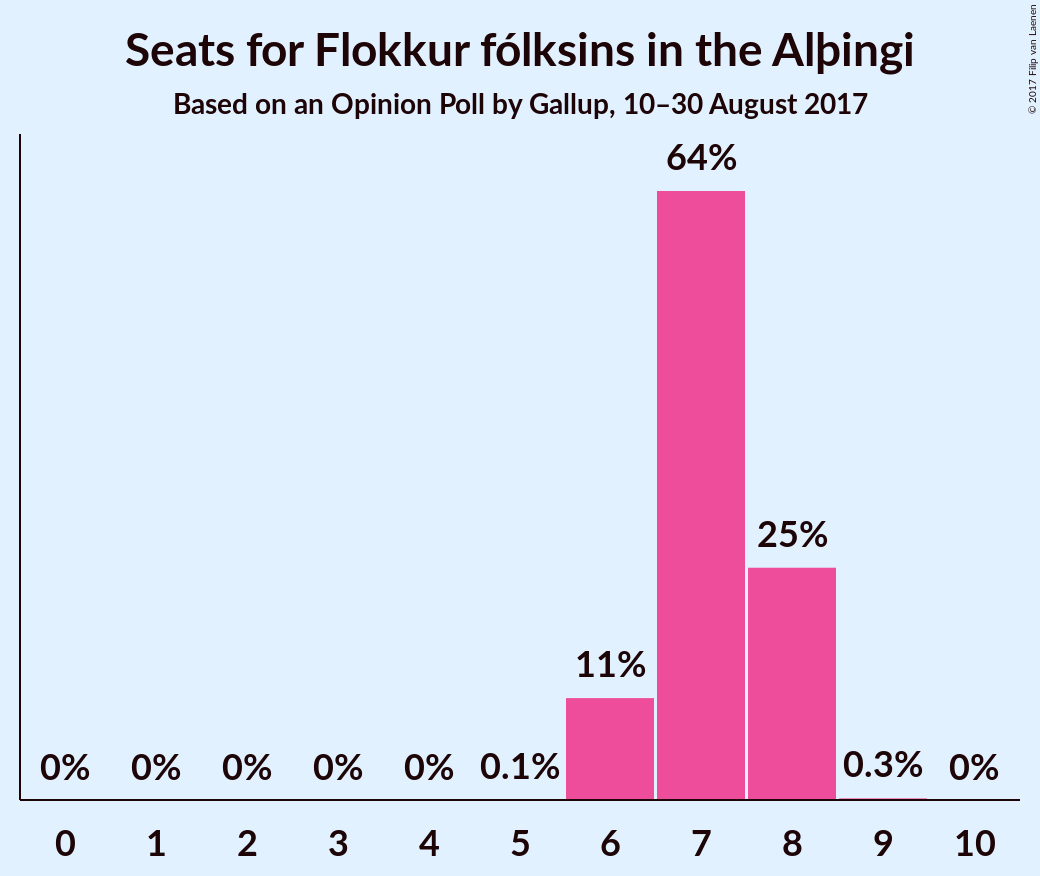 Seats for Flokkur fólksins in the Alþingi
Based on an Opinion Poll by Gallup, 10–30 August 2017
© 2017 Filip van Laenen
64%
25%
11%
0% 0% 0% 0% 0% 0.1% 0.3% 0%
0 1 2 3 4 5 6 7 8 9 10